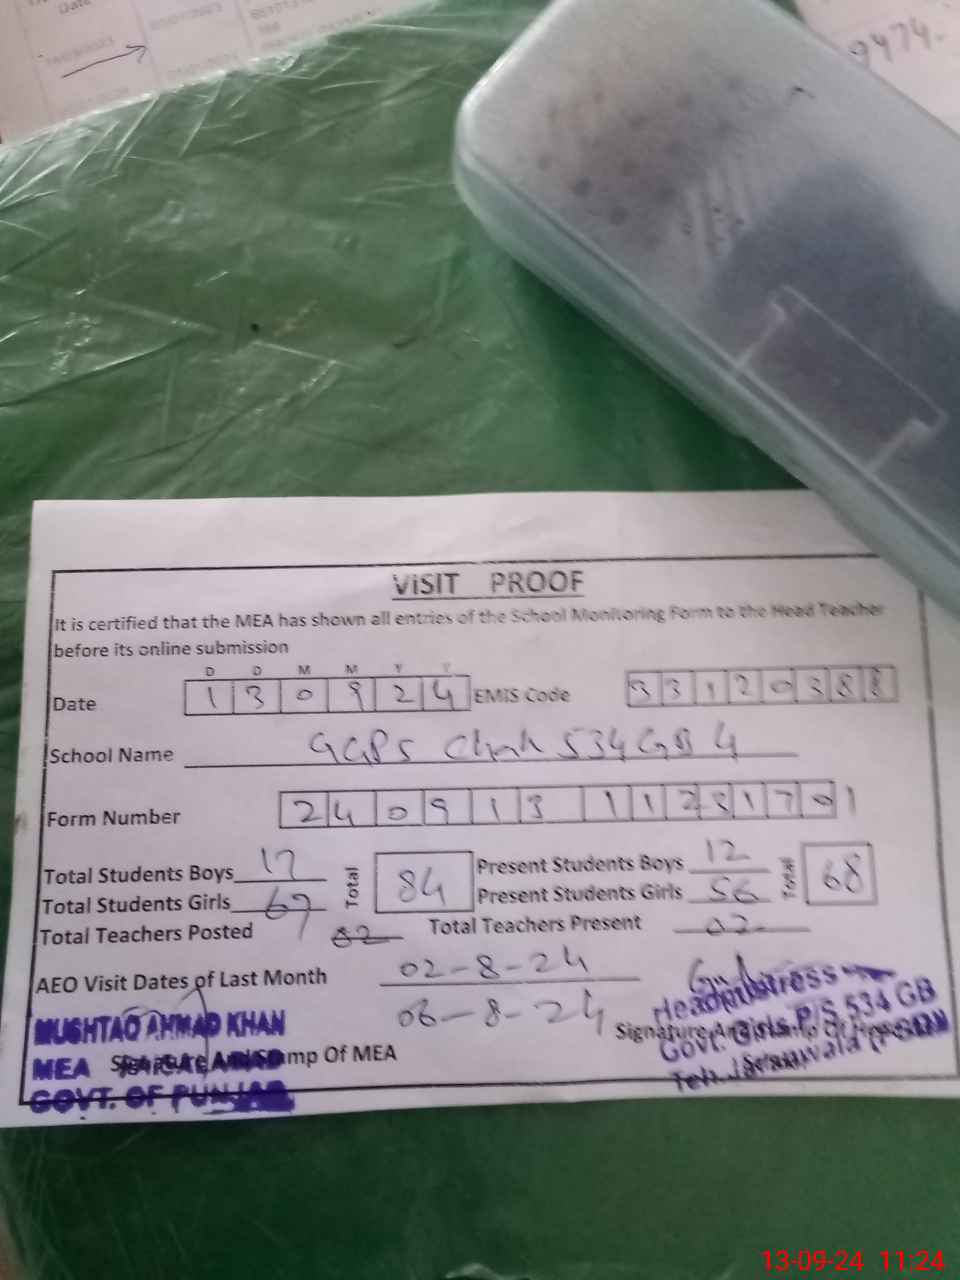 Date
9474-
VISIT PROOF
It is certified that the MEA has shown all entries of the School Monitoring Form to the Head Teacher
before its online submission
D D M M Y Y
Date 1 3 0 9 2 4 EMIS Code 3 3 1 2 0 3 8 8
School Name GGPS Chak 534 GB 4
Form Number 2 4 0 9 1 3 1 1 2 3 1 7 0 1
Total Students Boys 17 Total 84 Present Students Boys 12 Total 68
Total Students Girls 67 Present Students Girls 56
Total Teachers Posted 02 Total Teachers Present 02
AEO Visit Dates of Last Month 02-8-24
06-8-24
MUSHTAQ AHMAD KHAN
MEA
GOVT. OF PUNJAB
Signature And Stamp Of MEA
Headmistress
Govt. Girls P/S 534 GB
Teh.
Signature And Stamp Of
13-09-24 11:24